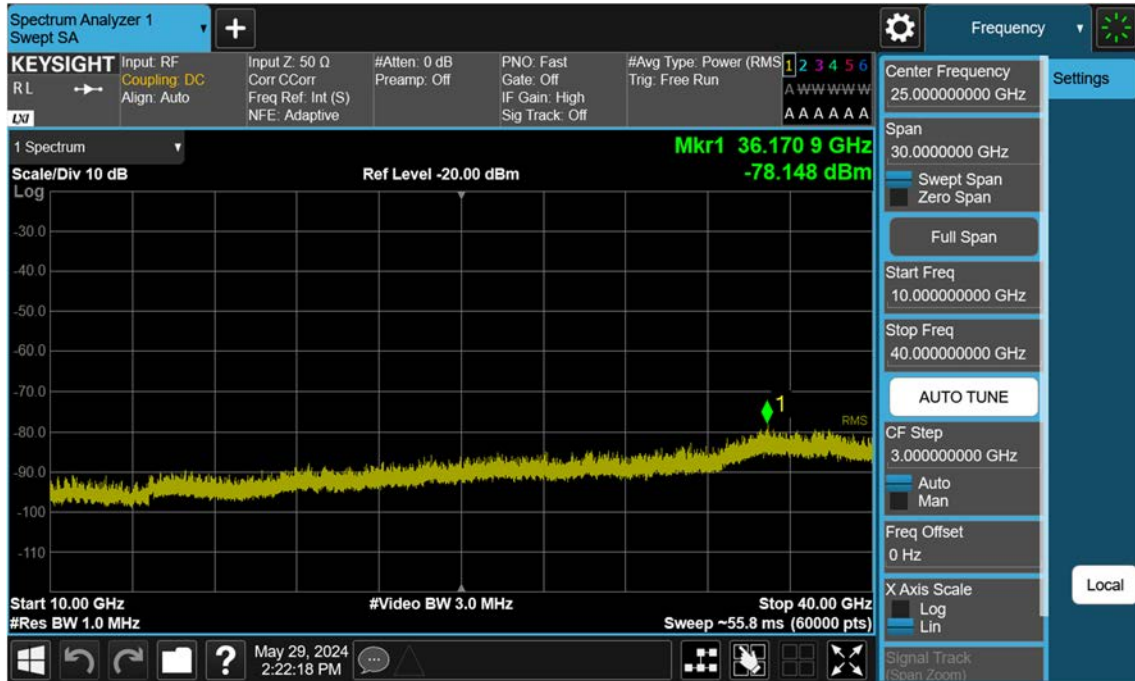 Spectrum Analyzer 1
Swept SA
Frequency
KEYSIGHT
R L
LXI
Input: RF
Coupling: DC
Align: Auto
Input Z: 50 Ω
Corr CCorr
Freq Ref: Int (S)
NFE: Adaptive
#Atten: 0 dB
Preamp: Off
PNO: Fast
Gate: Off
IF Gain: High
Sig Track: Off
#Avg Type: Power (RMS
Trig: Free Run
1 2 3 4 5 6
A W W W W W
A A A A A A
1 Spectrum
Scale/Div 10 dB
Log
Ref Level -20.00 dBm
Mkr1 36.170 9 GHz
-78.148 dBm
-30.0
-40.0
-50.0
-60.0
-70.0
-80.0
-90.0
-100
-110
1
RMS
Start 10.00 GHz
#Res BW 1.0 MHz
#Video BW 3.0 MHz
Stop 40.00 GHz
Sweep ~55.8 ms (60000 pts)
Center Frequency
25.000000000 GHz
Span
30.0000000 GHz
Swept Span
Zero Span
Full Span
Start Freq
10.000000000 GHz
Stop Freq
40.000000000 GHz
AUTO TUNE
CF Step
3.000000000 GHz
Auto
Man
Freq Offset
0 Hz
X Axis Scale
Log
Lin
Signal Track
(Span Zoom)
Settings
Local
?
May 29, 2024
2:22:18 PM